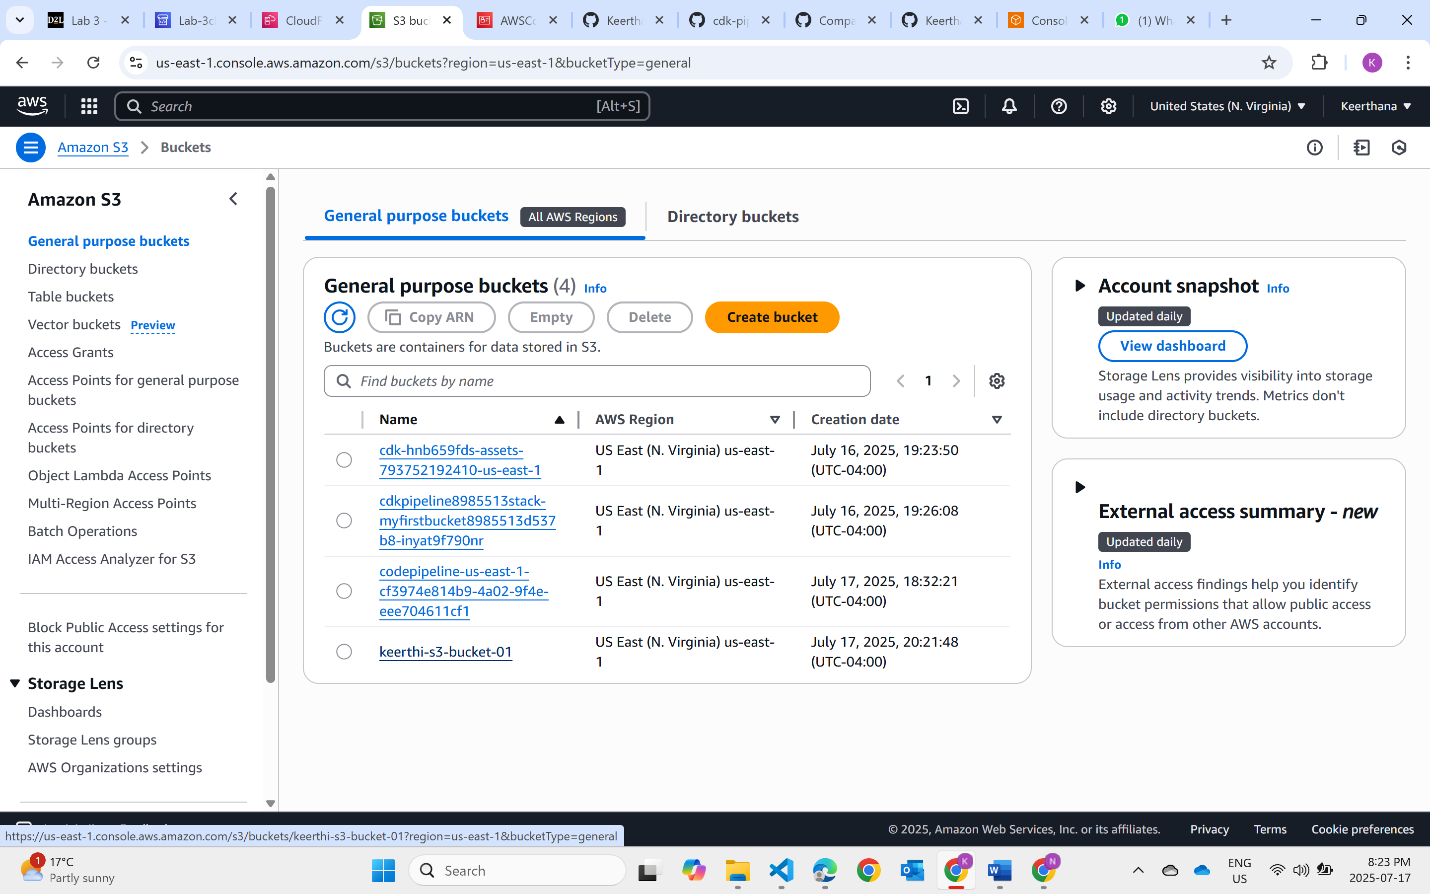 Lab 3 -
Lab-3cl
CloudF
S3 buc
AWSCo
Keerth
cdk-pip
Compa
Keerth
Consol
(1) Wh
us-east-1.console.aws.amazon.com/s3/buckets?region=us-east-1&bucketType=general
K
aws
Search
[Alt+S]
United States (N. Virginia)
Keerthana
Amazon S3
Buckets
Amazon S3
General purpose buckets
Directory buckets
Table buckets
Vector buckets Preview
Access Grants
Access Points for general purpose
buckets
Access Points for directory
buckets
Object Lambda Access Points
Multi-Region Access Points
Batch Operations
IAM Access Analyzer for S3
Block Public Access settings for
this account
Storage Lens
Dashboards
Storage Lens groups
AWS Organizations settings
General purpose buckets All AWS Regions
Directory buckets
General purpose buckets (4) Info
Copy ARN
Empty
Delete
Create bucket
Buckets are containers for data stored in S3.
Find buckets by name
1
Name
AWS Region
Creation date
cdk-hnb659fds-assets-
793752192410-us-east-1
US East (N. Virginia) us-east-
1
July 16, 2025, 19:23:50
(UTC-04:00)
cdkpipeline8985513stack-
myfirstbucket8985513d537
b8-inyat9f790nr
US East (N. Virginia) us-east-
1
July 16, 2025, 19:26:08
(UTC-04:00)
codepipeline-us-east-1-
cf3974e814b9-4a02-9f4e-
eee704611cf1
US East (N. Virginia) us-east-
1
July 17, 2025, 18:32:21
(UTC-04:00)
keerthi-s3-bucket-01
US East (N. Virginia) us-east-
1
July 17, 2025, 20:21:48
(UTC-04:00)
Account snapshot Info
Updated daily
View dashboard
Storage Lens provides visibility into storage
usage and activity trends. Metrics don't
include directory buckets.
External access summary - new
Updated daily
Info
External access findings help you identify
bucket permissions that allow public access
or access from other AWS accounts.
https://us-east-1.console.aws.amazon.com/s3/buckets/keerthi-s3-bucket-01?region=us-east-1&bucketType=general
© 2025, Amazon Web Services, Inc. or its affiliates.
Privacy
Terms
Cookie preferences
1
17°C
Partly sunny
Search
K
N
ENG
US
8:23 PM
2025-07-17